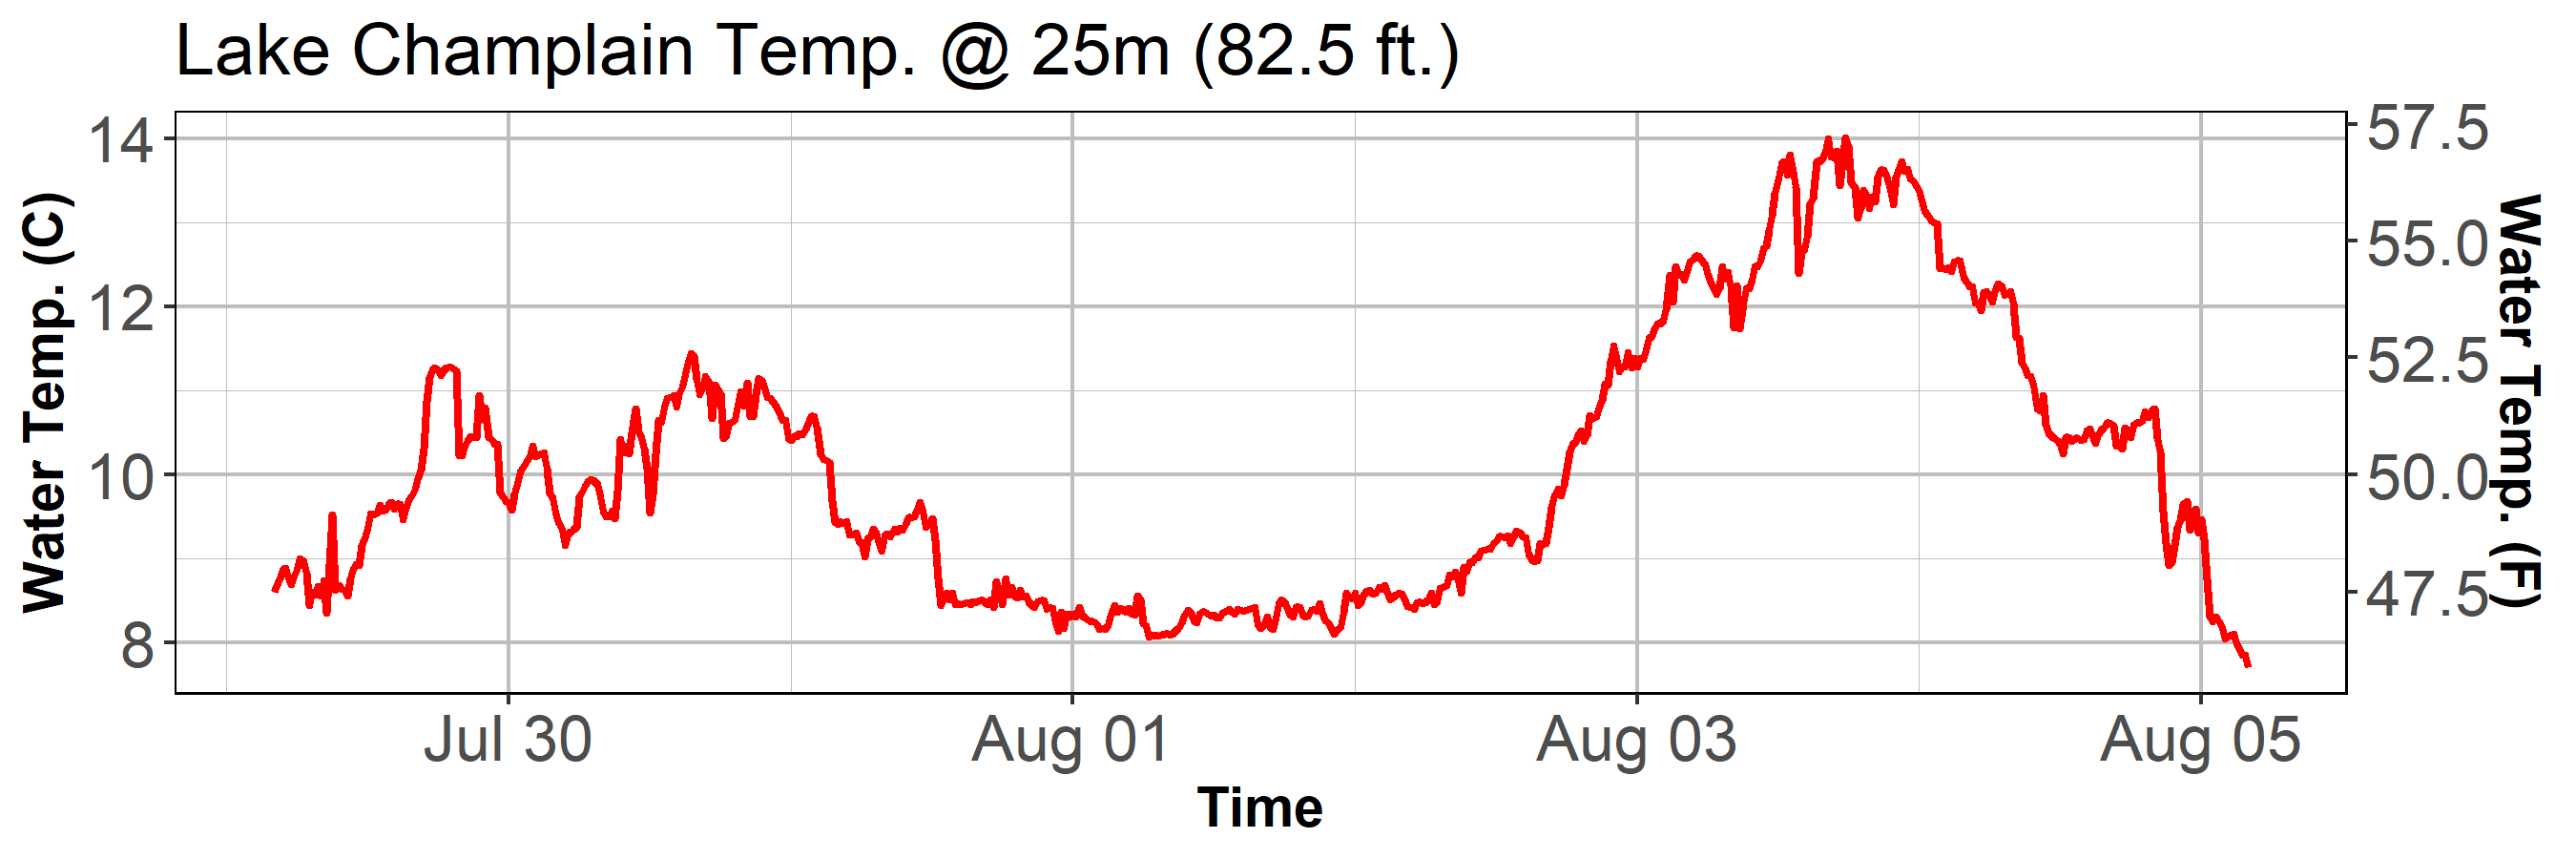 Lake Champlain Temp. @ 25m (82.5 ft.)
Water Temp. (C)
14
12
10
8
57.5
55.0
52.5
50.0
47.5
Water Temp. (F)
Jul 30
Aug 01
Aug 03
Aug 05
Time